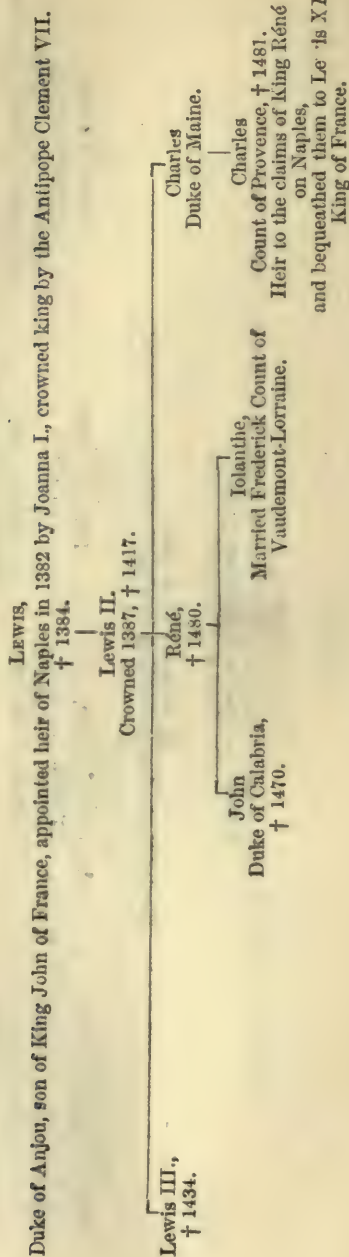 LEWIS,
† 1384.
Duke of Anjou, son of King John of France, appointed heir of Naples in 1382 by Joanna I., crowned king by the Antipope Clement VII.
Lewis II.
Crowned 1387, † 1417.
Lewis III.,
† 1434.
Réné,
† 1480.
Charles
Duke of Maine.
John
Duke of Calabria,
† 1470.
Iolanthe,
Married Frederick Count of
Vaudemont-Lorraine.
Charles
Count of Provence, † 1481.
Heir to the claims of King Réné
on Naples,
and bequeathed them to
King of France.